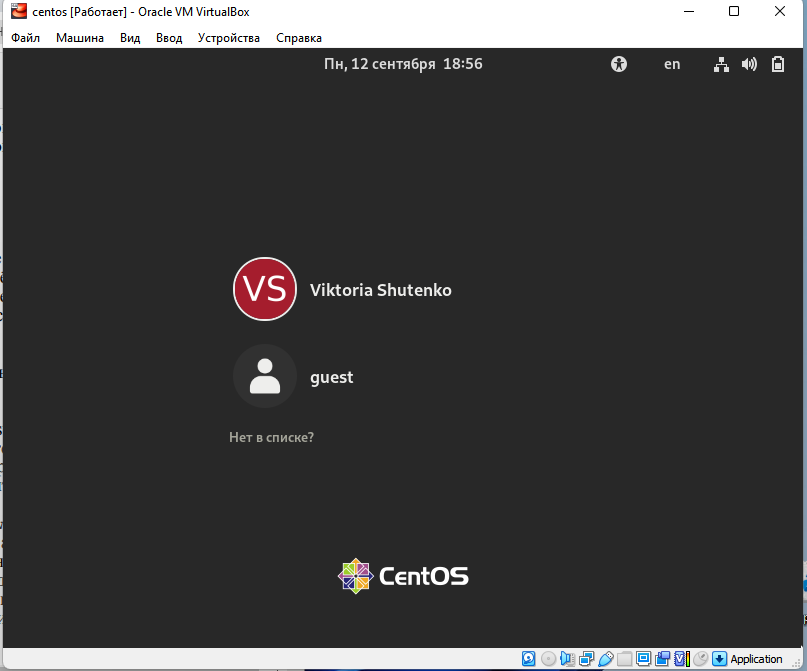 centos [Работает] - Oracle VM VirtualBox
Файл Машина Вид Ввод Устройства Справка
Пн, 12 сентября 18:56 en
VS Viktoria Shutenko
guest
Нет в списке?
CentOS
Application